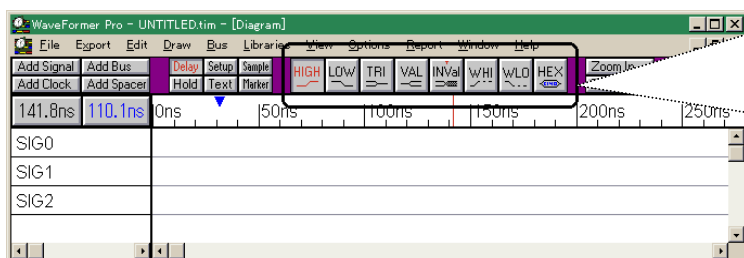 WaveFormer Pro - UNTITLED.tim - [Diagram]
File Export Edit Draw Bus Libraries View Options Report Window Help
Add Signal Add Bus Delay Setup Sample HIGH LOW TRI VAL INVal WHI WLO HEX Zoom In
Add Clock Add Spacer Hold Text Marker
141.8ns 110.1ns 0ns 50ns 100ns 150ns 200ns 250ns
SIG0
SIG1
SIG2